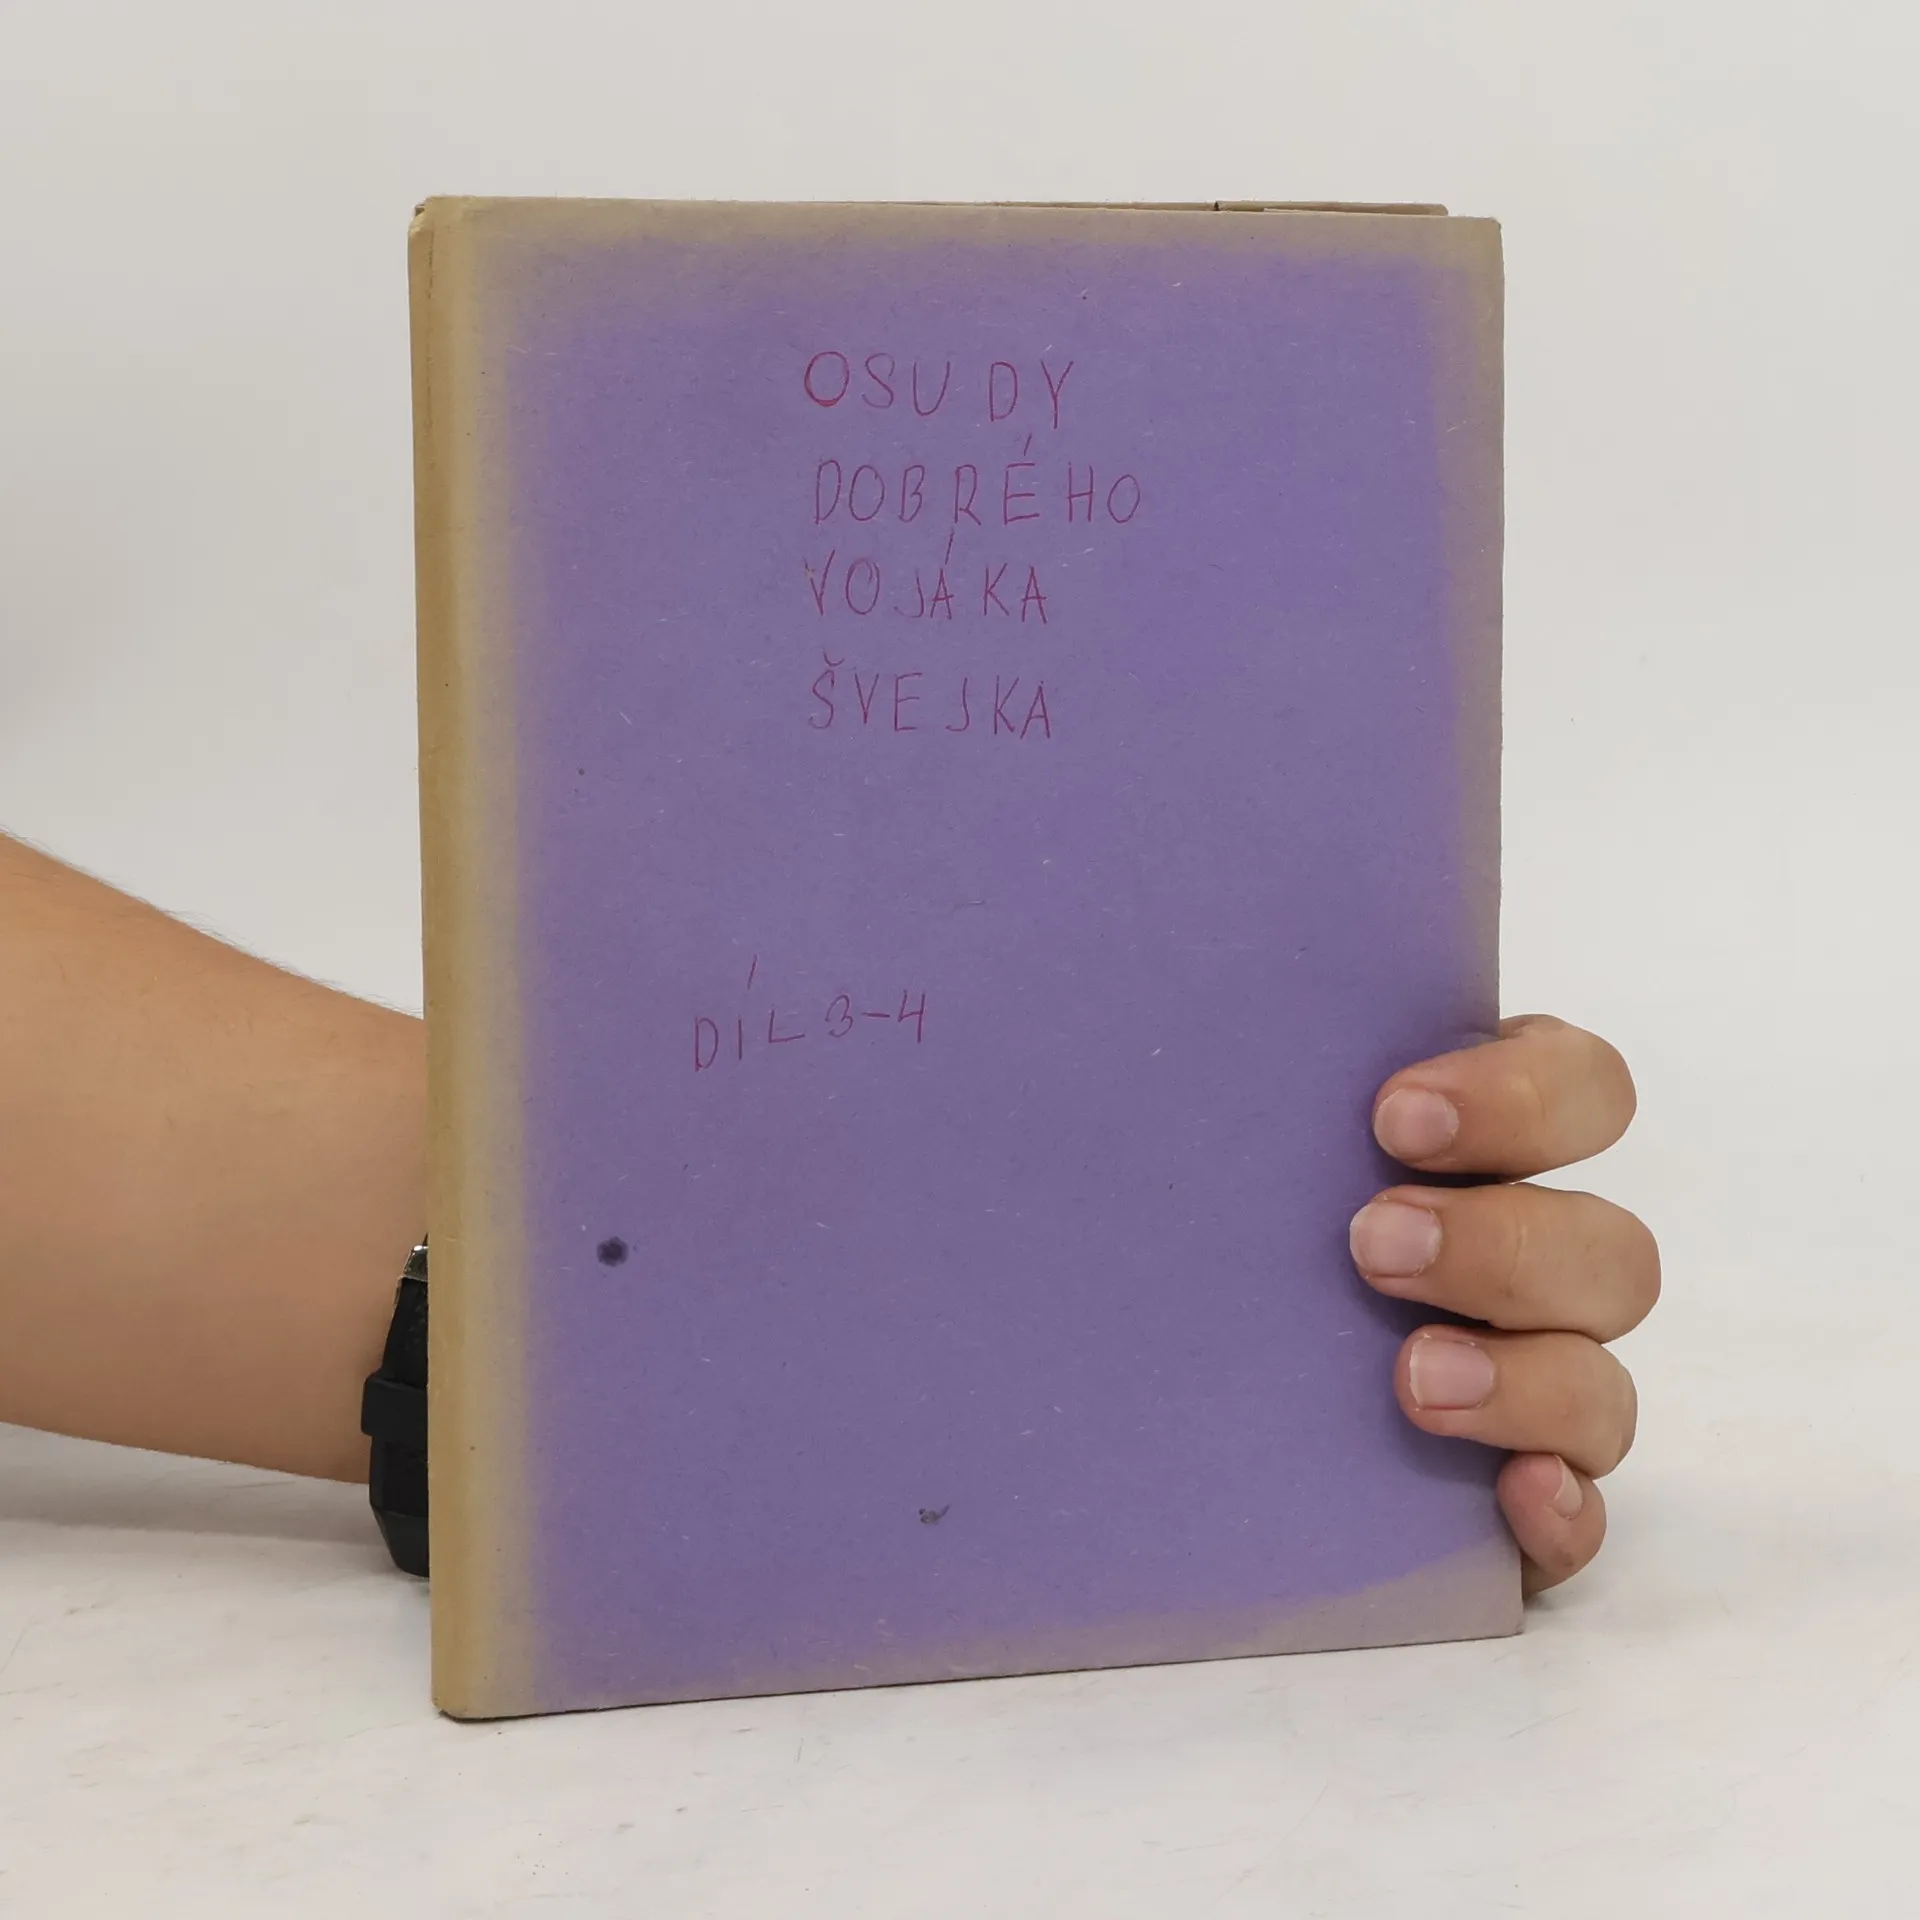 OSUDY
DOBRÉHO
VOJÁKA
ŠVEJKA
DÍL 3-4